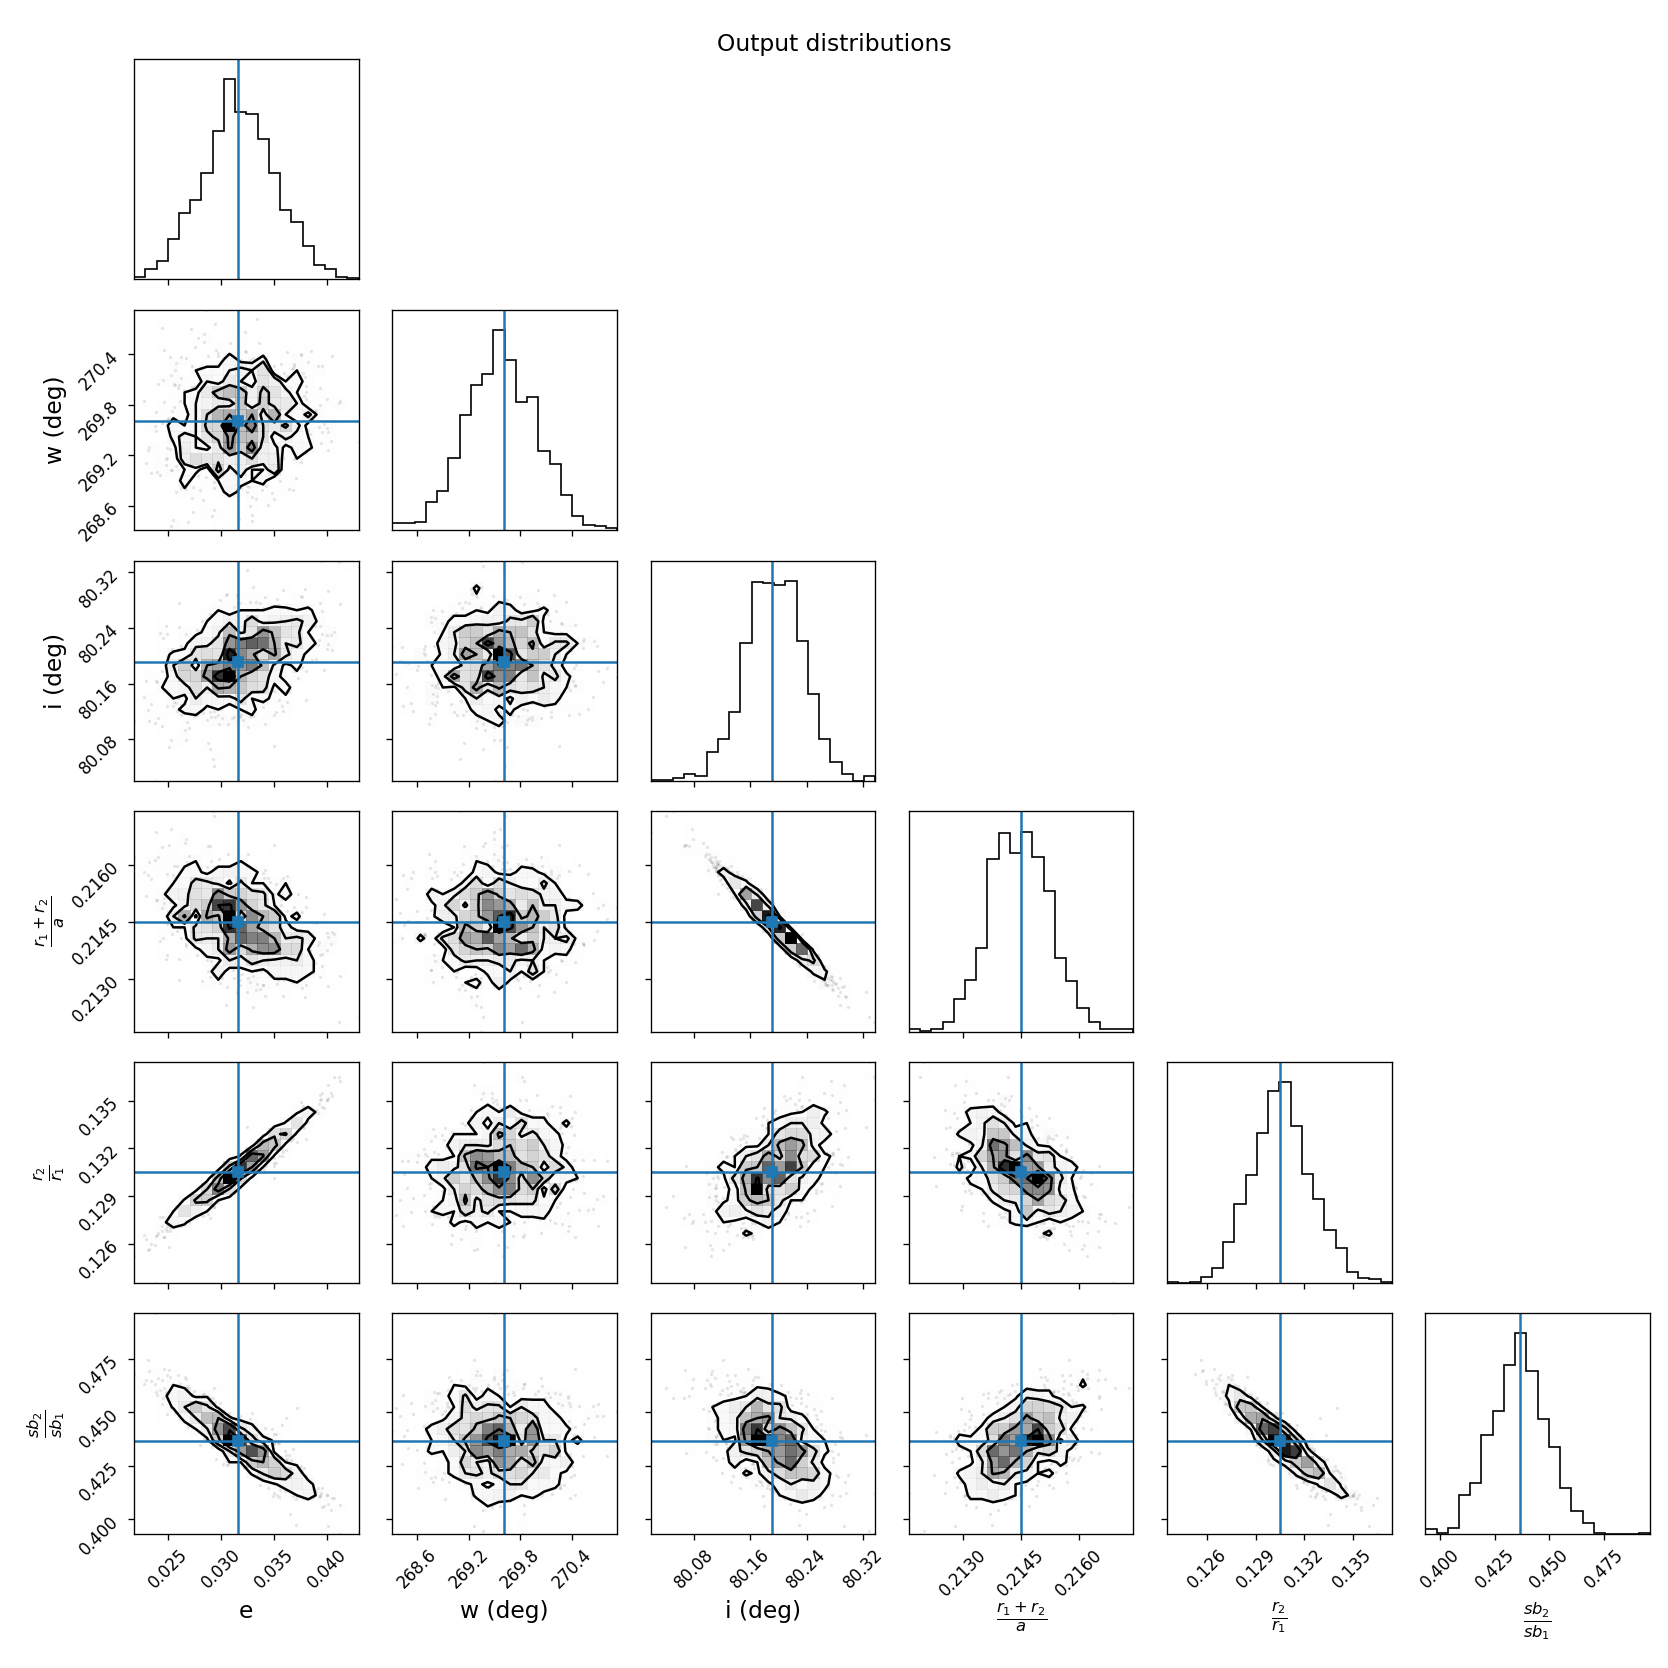 Output distributions
w (deg)
270.4
269.8
269.2
268.6
i (deg)
80.32
80.24
80.16
80.08
r₁ + r₂
a
0.2160
0.2145
0.2130
r₂
r₁
0.135
0.132
0.129
0.126
sb₂
sb₁
0.475
0.450
0.425
0.400
0.025 0.030 0.035 0.040 268.6 269.2 269.8 270.4 80.08 80.16 80.24 80.32 0.2130 0.2145 0.2160 0.126 0.129 0.132 0.135 0.400 0.425 0.450 0.475
e w (deg) i (deg)
r₁ + r₂
a
r₂
r₁
sb₂
sb₁